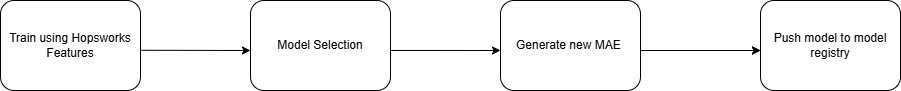 Train using Hopsworks
Features
Model Selection
Generate new MAE
Push model to model
registry